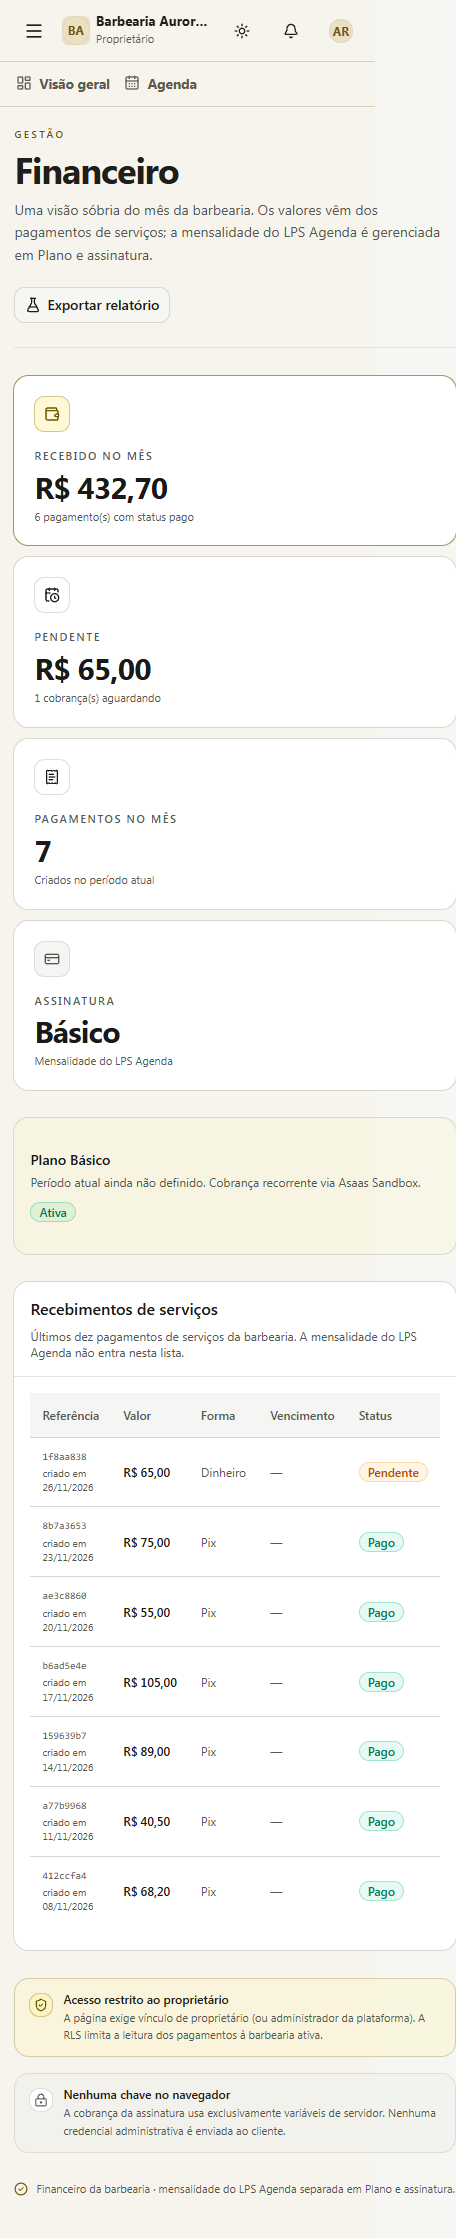 BA
Barbearia Auror...
Proprietário
AR
Visão geral
Agenda
GESTÃO
Financeiro
Uma visão sóbria do mês da barbearia. Os valores vêm dos
pagamentos de serviços; a mensalidade do LPS Agenda é gerenciada
em Plano e assinatura.
Exportar relatório
RECEBIDO NO MÊS
R$ 432,70
6 pagamento(s) com status pago
PENDENTE
R$ 65,00
1 cobrança(s) aguardando
PAGAMENTOS NO MÊS
7
Criados no período atual
ASSINATURA
Básico
Mensalidade do LPS Agenda
Plano Básico
Período atual ainda não definido. Cobrança recorrente via Asaas Sandbox.
Ativa
Recebimentos de serviços
Últimos dez pagamentos de serviços da barbearia. A mensalidade do LPS
Agenda não entra nesta lista.
Referência Valor Forma Vencimento Status
1f8aa838
criado em
26/11/2026
R$ 65,00 Dinheiro — Pendente
8b7a3653
criado em
23/11/2026
R$ 75,00 Pix — Pago
ae3c8860
criado em
20/11/2026
R$ 55,00 Pix — Pago
b6ad5e4e
criado em
17/11/2026
R$ 105,00 Pix — Pago
159639b7
criado em
14/11/2026
R$ 89,00 Pix — Pago
a77b9968
criado em
11/11/2026
R$ 40,50 Pix — Pago
412ccfa4
criado em
08/11/2026
R$ 68,20 Pix — Pago
Acesso restrito ao proprietário
A página exige vínculo de proprietário (ou administrador da plataforma). A
RLS limita a leitura dos pagamentos à barbearia ativa.
Nenhuma chave no navegador
A cobrança da assinatura usa exclusivamente variáveis de servidor. Nenhuma
credencial administrativa é enviada ao cliente.
Financeiro da barbearia · mensalidade do LPS Agenda separada em Plano e assinatura.